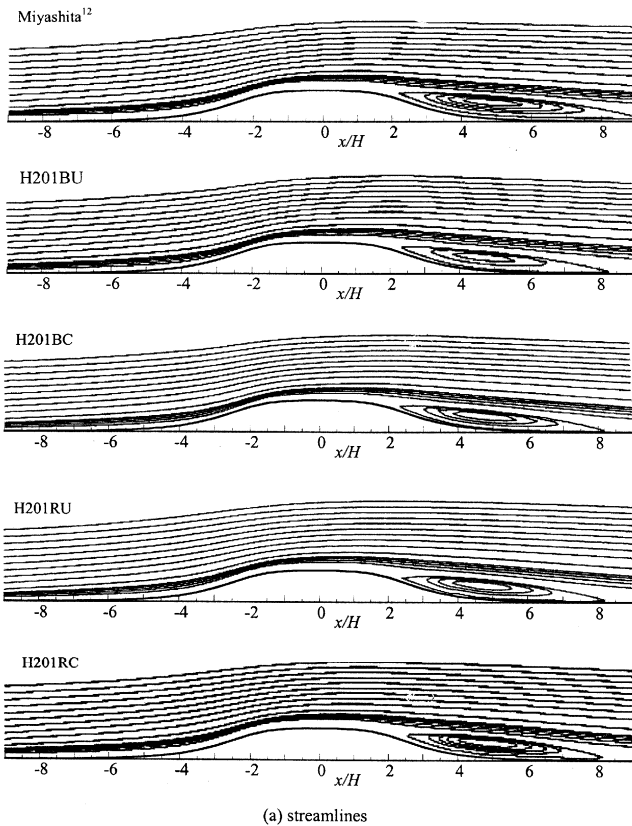 Miyashita¹²
-8 -6 -4 -2 0 2 4 6 8
x/H
H201BU
-8 -6 -4 -2 0 2 4 6 8
x/H
H201BC
-8 -6 -4 -2 0 2 4 6 8
x/H
H201RU
-8 -6 -4 -2 0 2 4 6 8
x/H
H201RC
-8 -6 -4 -2 0 2 4 6 8
x/H
(a) streamlines